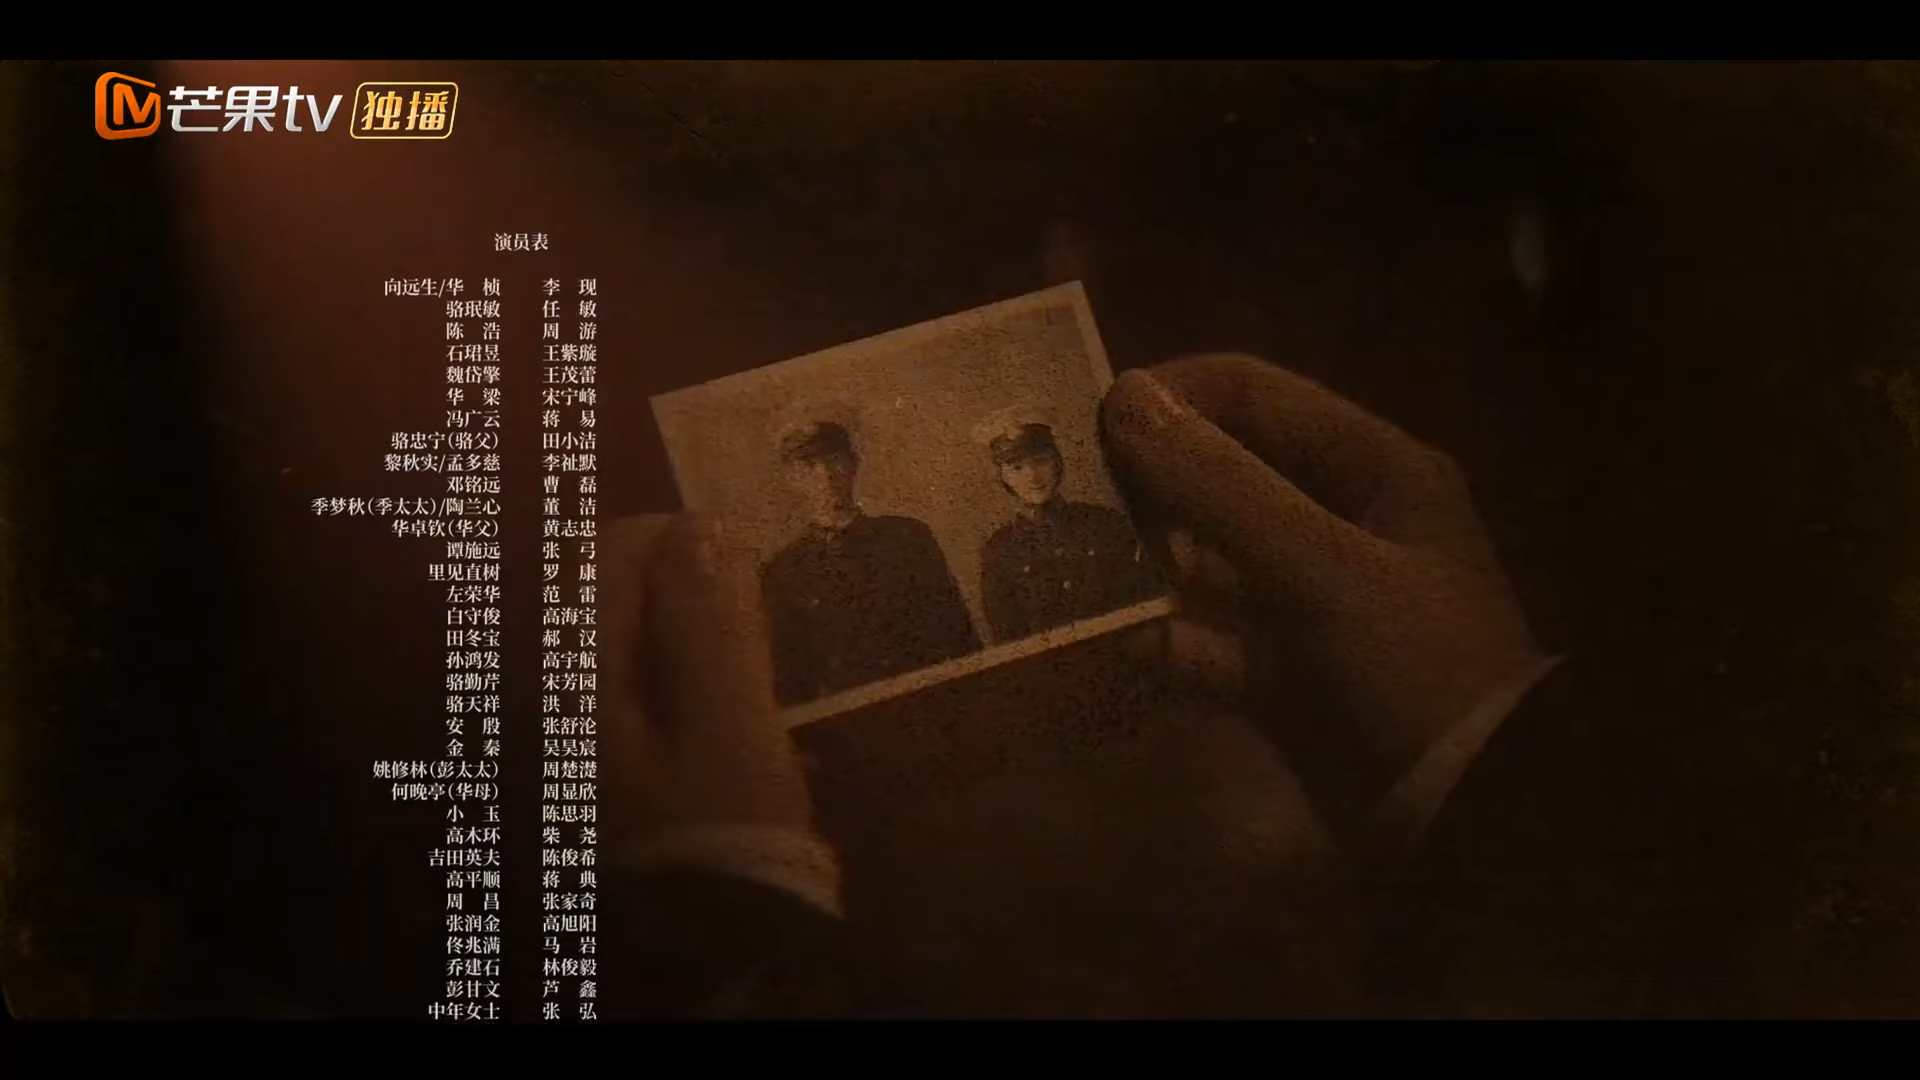 芒果tv 独播
演员表
向远生/华 桢 李 现
骆珉敏 任 敏
陈 浩 周 游
石珺昱 王紫璇
魏岱擎 王茂蕾
华 梁 宋宁峰
冯广云 蒋 易
骆忠宁(骆父) 田小洁
黎秋实/孟多慈 李祉默
邓铭远 曹 磊
季梦秋(季太太)/陶兰心 董 洁
华卓钦(华父) 黄志忠
谭施远 张 弓
里见直树 罗 康
左荣华 范 雷
白守俊 高海宝
田冬宝 郝 汉
孙鸿发 高宇航
骆勤芹 宋芳园
骆天祥 洪 洋
安 殷 张舒沦
金 秦 吴昊宸
姚修林(彭太太) 周楚濋
何晚亭(华母) 周显欣
小 玉 陈思羽
高木环 柴 尧
吉田英夫 陈俊希
高平顺 蒋 典
周 昌 张家奇
张润金 高旭阳
佟兆满 马 岩
乔建石 林俊毅
彭甘文 芦 鑫
中年女士 张 弘